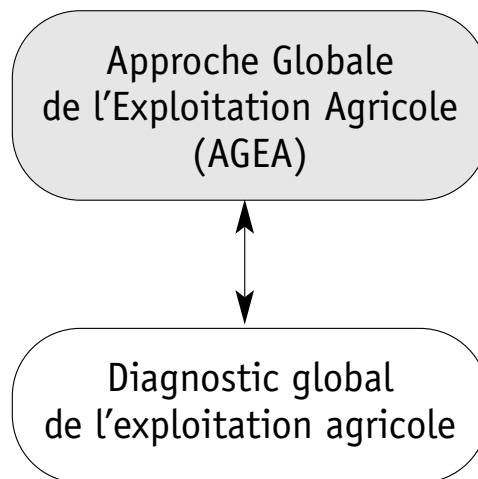 Approche Globale
de l'Exploitation Agricole
(AGEA)
Diagnostic global
de l'exploitation agricole